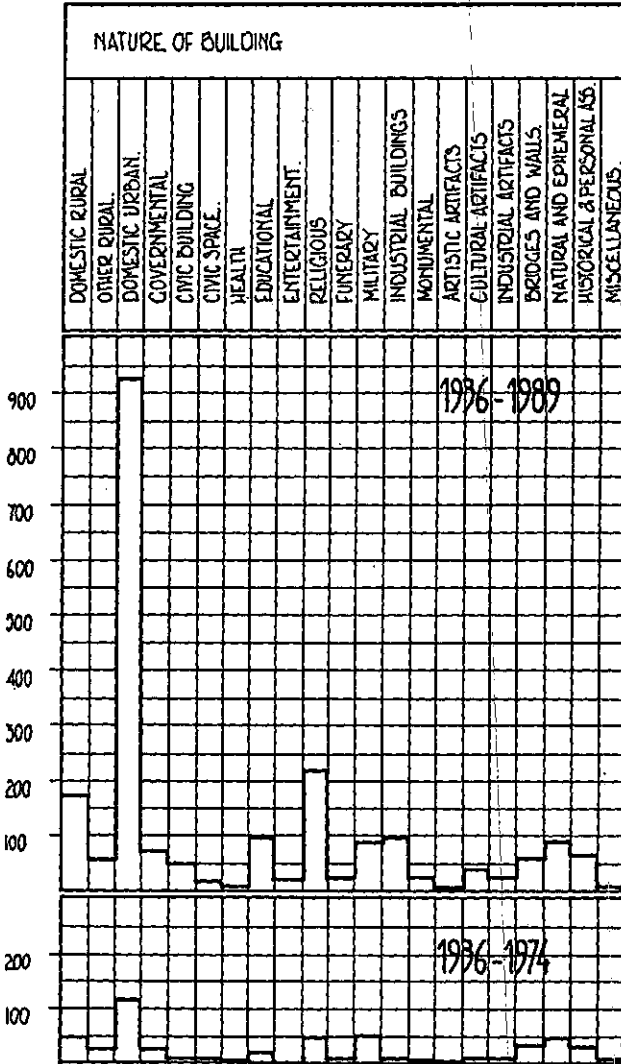 NATURE OF BUILDING
DOMESTIC RURAL
OTHER RURAL.
DOMESTIC URBAN.
GOVERNMENTAL
CIVIC BUILDING
CIVIC SPACE.
HEALTH
EDUCATIONAL
ENTERTAINMENT.
RELIGIOUS
FUNERARY
MILITARY
INDUSTRIAL BUILDINGS
MONUMENTAL
ARTISTIC ARTIFACTS
CULTURAL ARTIFACTS
INDUSTRIAL ARTIFACTS
BRIDGES AND WALLS.
NATURAL AND EPHEMERAL
HISTORICAL & PERSONAL ASS.
MISCELLANEOUS.
1936-1989
900
800
700
600
500
400
300
200
100
1936-1974
200
100